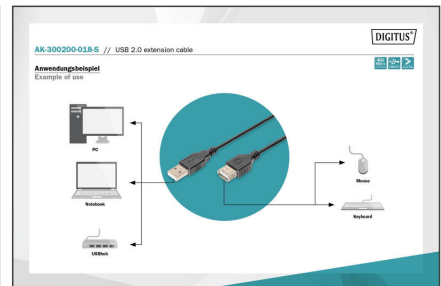 DIGITUS®
AK-300200-018-S // USB 2.0 extension cable
Anwendungsbeispiel
Example of use
PC
Notebook
USBhub
Mouse
Keyboard